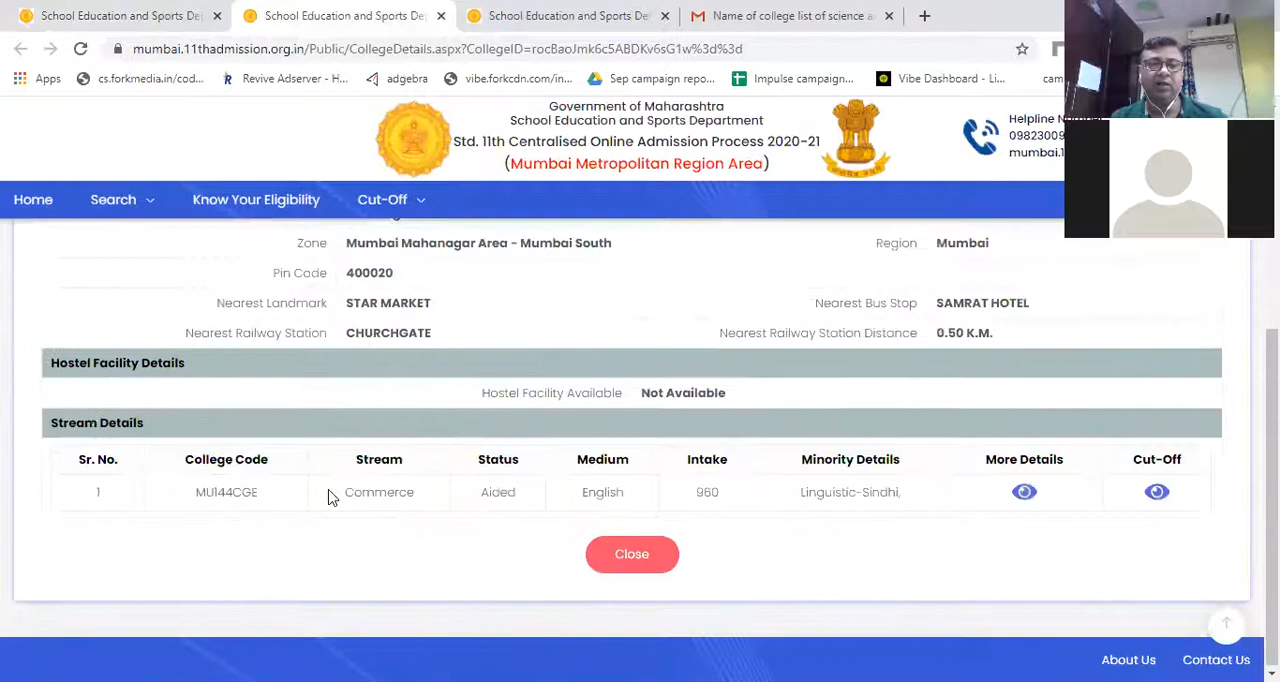 School Education and Sports De
School Education and Sports De
School Education and Sports De
Name of college list of science a
mumbai.11thadmission.org.in/Public/CollegeDetails.aspx?CollegeID=rocBaoJmk6c5ABDKv6sG1w%3d%3d
Apps
cs.forkmedia.in/cod...
Revive Adserver - H...
adgebra
vibe.forkcdn.com/in...
Sep campaign repo...
Impulse campaign...
Vibe Dashboard - Li...
cam
Government of Maharashtra
School Education and Sports Department
Std. 11th Centralised Online Admission Process 2020-21
(Mumbai Metropolitan Region Area)
Helpline Number
09823009
mumbai.1
Home Search Know Your Eligibility Cut-Off
Zone Mumbai Mahanagar Area - Mumbai South Region Mumbai
Pin Code 400020
Nearest Landmark STAR MARKET Nearest Bus Stop SAMRAT HOTEL
Nearest Railway Station CHURCHGATE Nearest Railway Station Distance 0.50 K.M.
Hostel Facility Details
Hostel Facility Available Not Available
Stream Details
Sr. No. College Code Stream Status Medium Intake Minority Details More Details Cut-Off
1 MU144CGE Commerce Aided English 960 Linguistic-Sindhi,
Close
About Us Contact Us